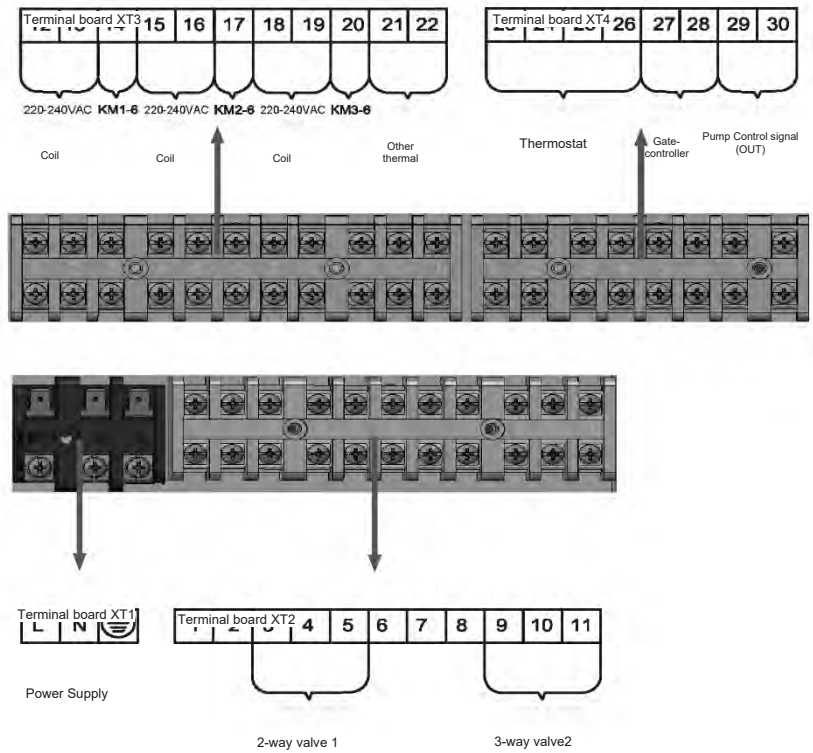 Terminal board XT3 15 16 17 18 19 20 21 22
Terminal board XT4 26 27 28 29 30
220-240VAC KM1-6 220-240VAC KM2-6 220-240VAC KM3-6
Coil Coil Coil Other thermal
Thermostat Gate-controller Pump Control signal (OUT)
Terminal board XT1
L N
Terminal board XT2
4 5 6 7 8 9 10 11
Power Supply
2-way valve 1 3-way valve2